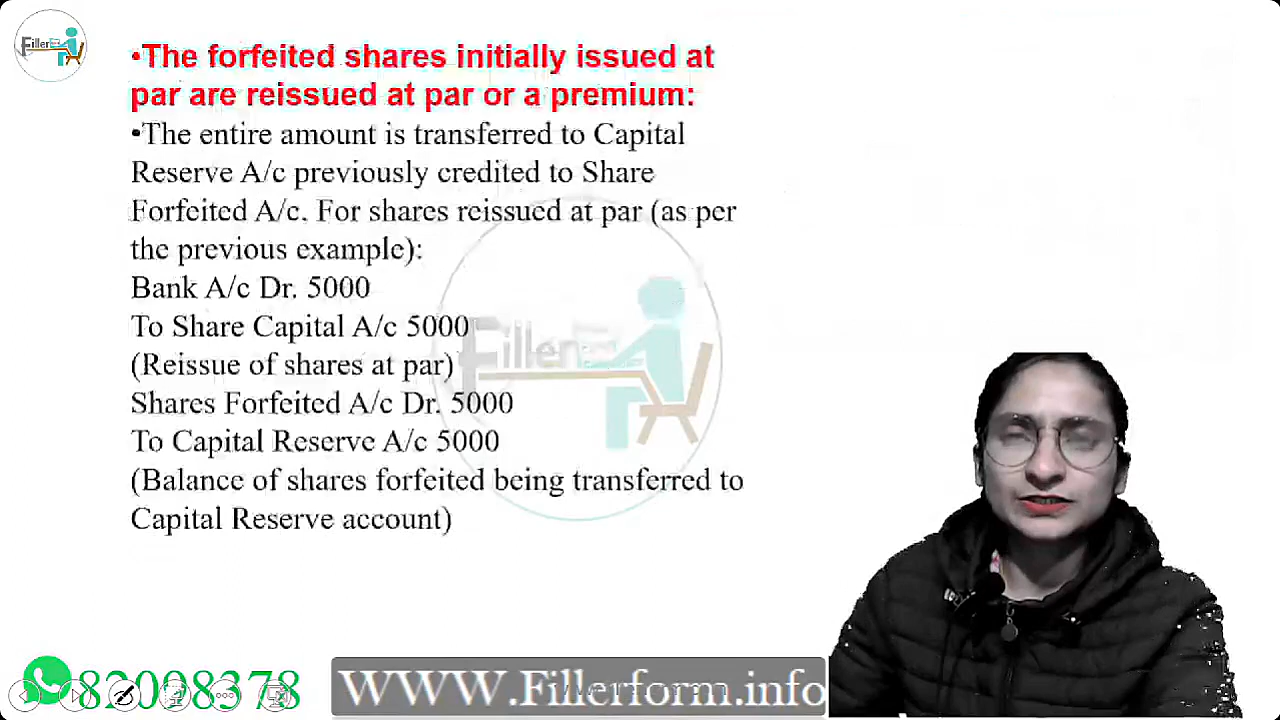 Filler
•The forfeited shares initially issued at
par are reissued at par or a premium:
•The entire amount is transferred to Capital
Reserve A/c previously credited to Share
Forfeited A/c. For shares reissued at par (as per
the previous example):
Bank A/c Dr. 5000
To Share Capital A/c 5000
(Reissue of shares at par)
Shares Forfeited A/c Dr. 5000
To Capital Reserve A/c 5000
(Balance of shares forfeited being transferred to
Capital Reserve account)
Filler
82008378
WWW.Fillerform.info